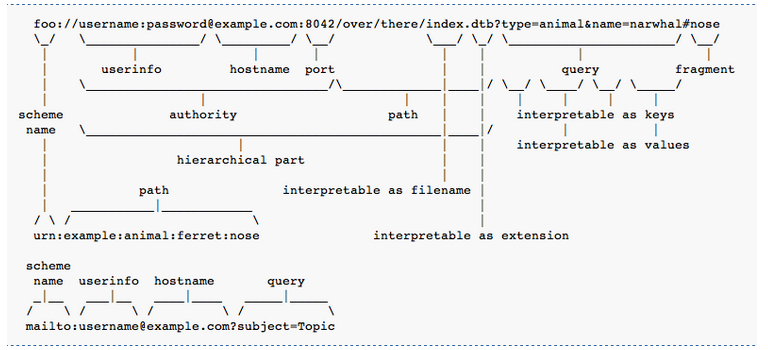 foo://username:password@example.com:8042/over/there/index.dtb?type=animal&name=narwhal#nose
userinfo hostname port query fragment
scheme authority path interpretable as keys
name interpretable as values
hierarchical part
path interpretable as filename
urn:example:animal:ferret:nose interpretable as extension
scheme
name userinfo hostname query
mailto:username@example.com?subject=Topic